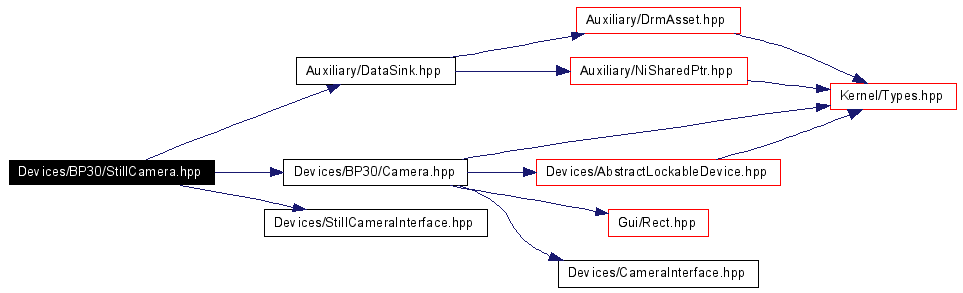 Auxiliary/DrmAsset.hpp
Auxiliary/DataSink.hpp
Auxiliary/NiSharedPtr.hpp
Kernel/Types.hpp
Devices/BP30/StillCamera.hpp
Devices/BP30/Camera.hpp
Devices/AbstractLockableDevice.hpp
Devices/StillCameraInterface.hpp
Gui/Rect.hpp
Devices/CameraInterface.hpp